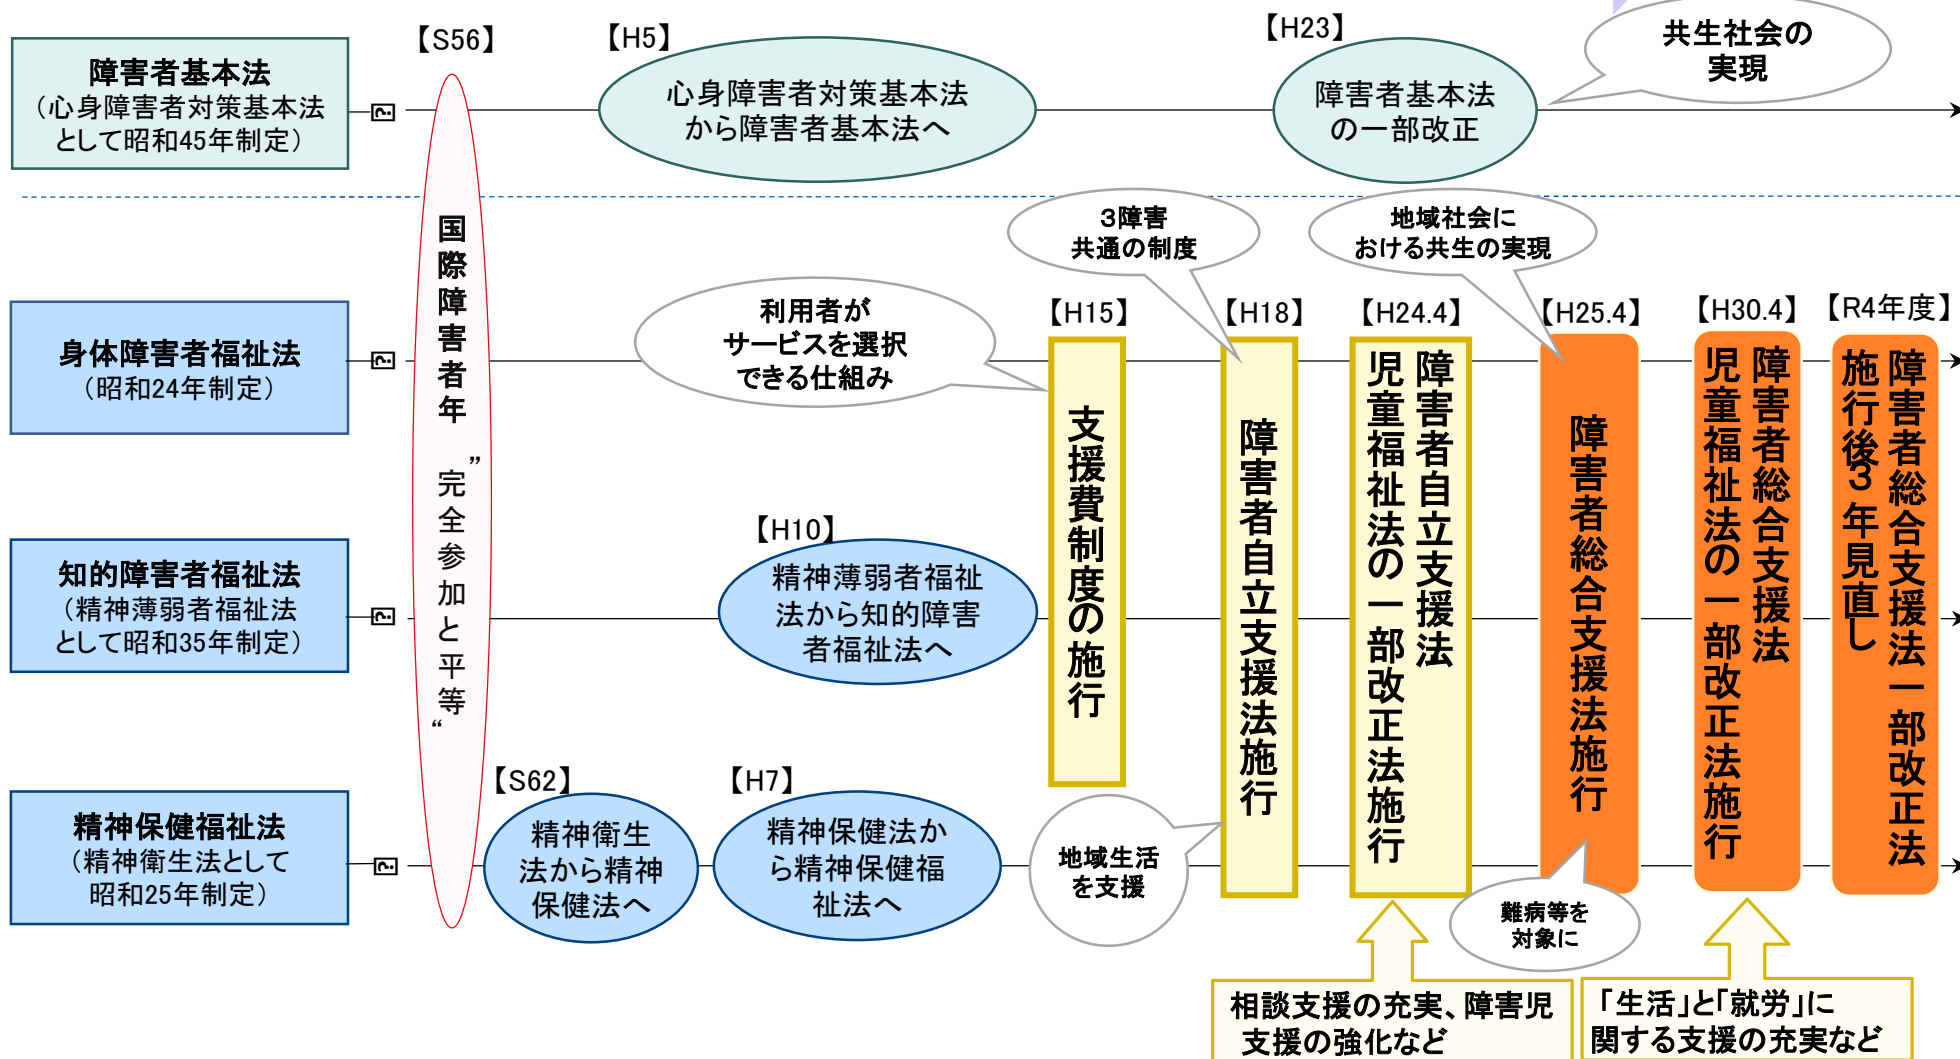 障害者基本法
（心身障害者対策基本法
として昭和45年制定）
【S56】
【H5】
心身障害者対策基本法
から障害者基本法へ
【H23】
障害者基本法
の一部改正
共生社会の
実現
国際障害者年 ”完全参加と平等“
身体障害者福祉法
（昭和24年制定）
利用者が
サービスを選択
できる仕組み
3障害
共通の制度
地域社会に
おける共生の実現
【H15】
支援費制度の施行
【H18】
障害者自立支援法施行
【H24.4】
障害者自立支援法
児童福祉法の一部改正法施行
【H25.4】
障害者総合支援法施行
【H30.4】
障害者総合支援法
児童福祉法の一部改正法施行
【R4年度】
障害者総合支援法一部改正法
施行後3年見直し
知的障害者福祉法
（精神薄弱者福祉法
として昭和35年制定）
【H10】
精神薄弱者福祉
法から知的障害
者福祉法へ
精神保健福祉法
（精神衛生法として
昭和25年制定）
【S62】
精神衛生
法から精神
保健法へ
【H7】
精神保健法か
ら精神保健福
祉法へ
地域生活
を支援
難病等を
対象に
相談支援の充実、障害児
支援の強化など
「生活」と「就労」に
関する支援の充実など